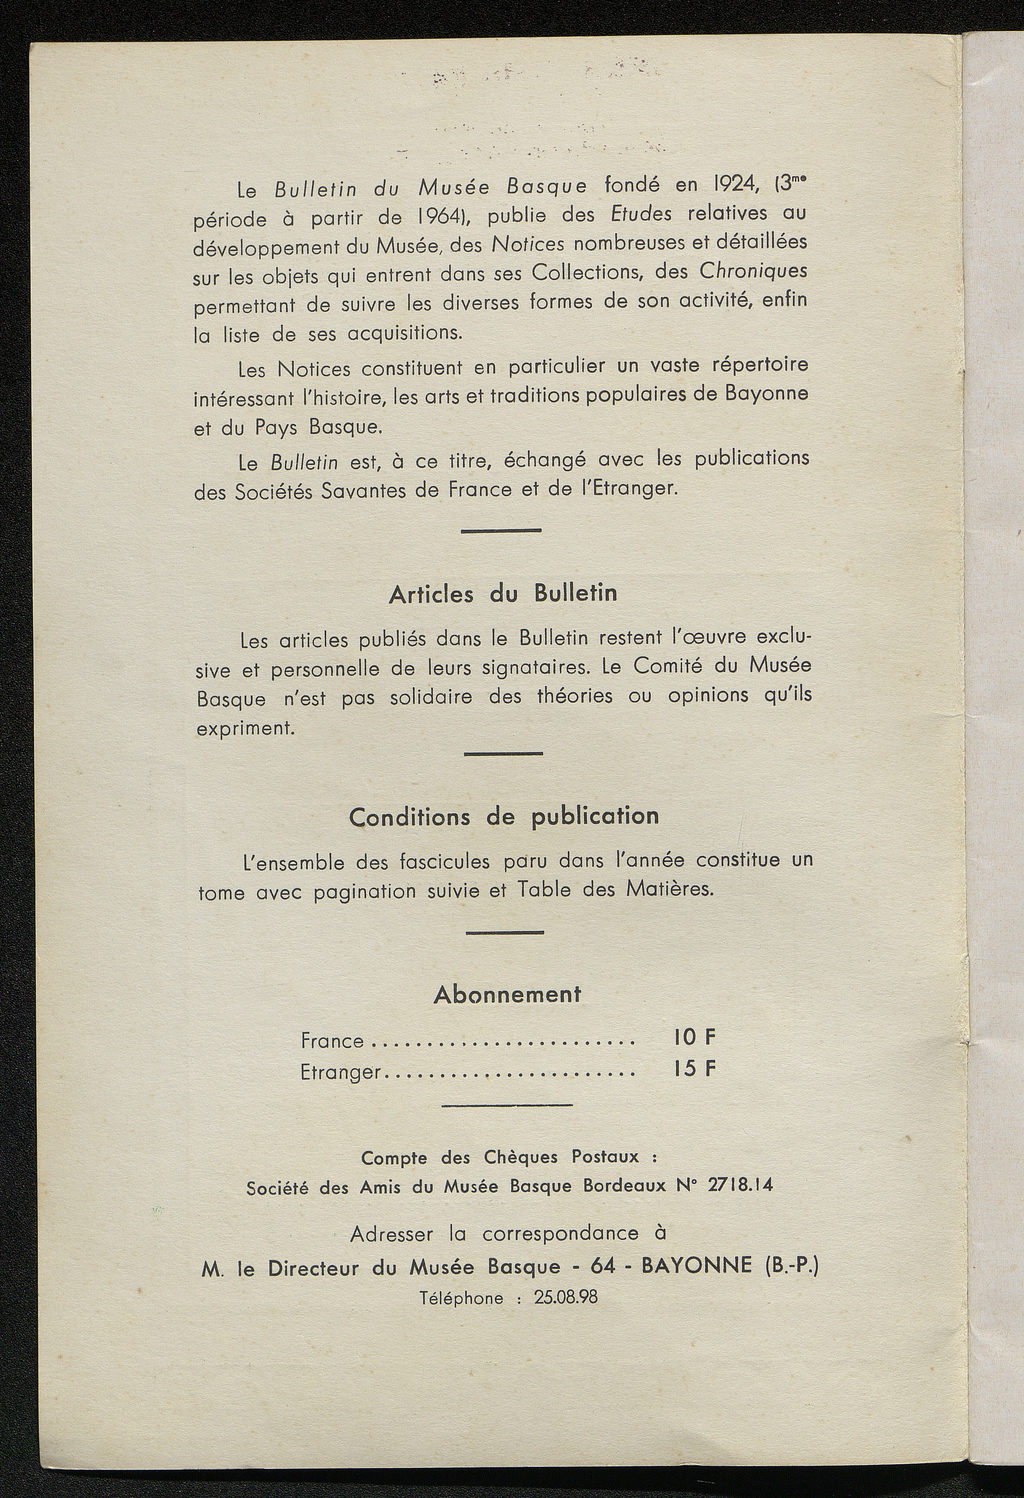 Le Bulletin du Musée Basque fondé en 1924, (3me
période à partir de 1964), publie des Etudes relatives au
développement du Musée, des Notices nombreuses et détaillées
sur les objets qui entrent dans ses Collections, des Chroniques
permettant de suivre les diverses formes de son activité, enfin
la liste de ses acquisitions.
Les Notices constituent en particulier un vaste répertoire
intéressant l'histoire, les arts et traditions populaires de Bayonne
et du Pays Basque.
Le Bulletin est, à ce titre, échangé avec les publications
des Sociétés Savantes de France et de l'Etranger.
Articles du Bulletin
Les articles publiés dans le Bulletin restent l'œuvre exclu-
sive et personnelle de leurs signataires. Le Comité du Musée
Basque n'est pas solidaire des théories ou opinions qu'ils
expriment.
Conditions de publication
L'ensemble des fascicules paru dans l'année constitue un
tome avec pagination suivie et Table des Matières.
Abonnement
France ........................ 10 F
Etranger....................... 15 F
Compte des Chèques Postaux :
Société des Amis du Musée Basque Bordeaux N° 2718.14
Adresser la correspondance à
M. le Directeur du Musée Basque - 64 - BAYONNE (B.-P.)
Téléphone : 25.08.98